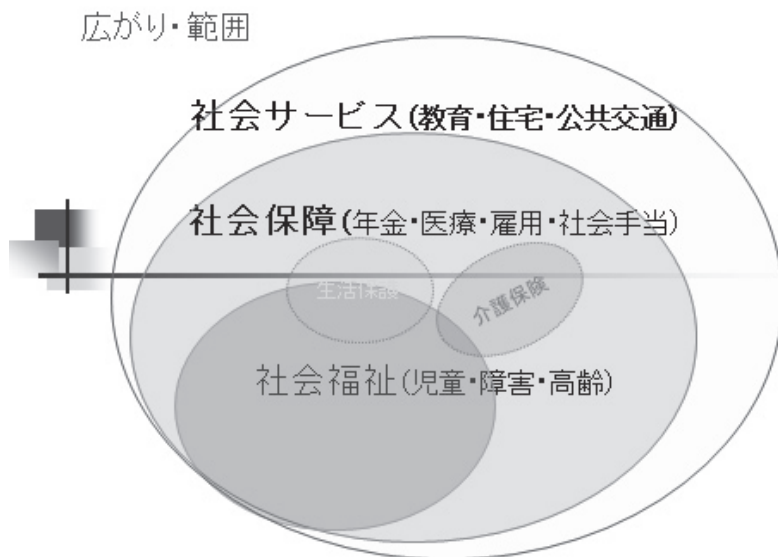 広がり・範囲
社会サービス(教育・住宅・公共交通)
社会保障(年金・医療・雇用・社会手当)
生活保護
介護保険
社会福祉(児童・障害・高齢)